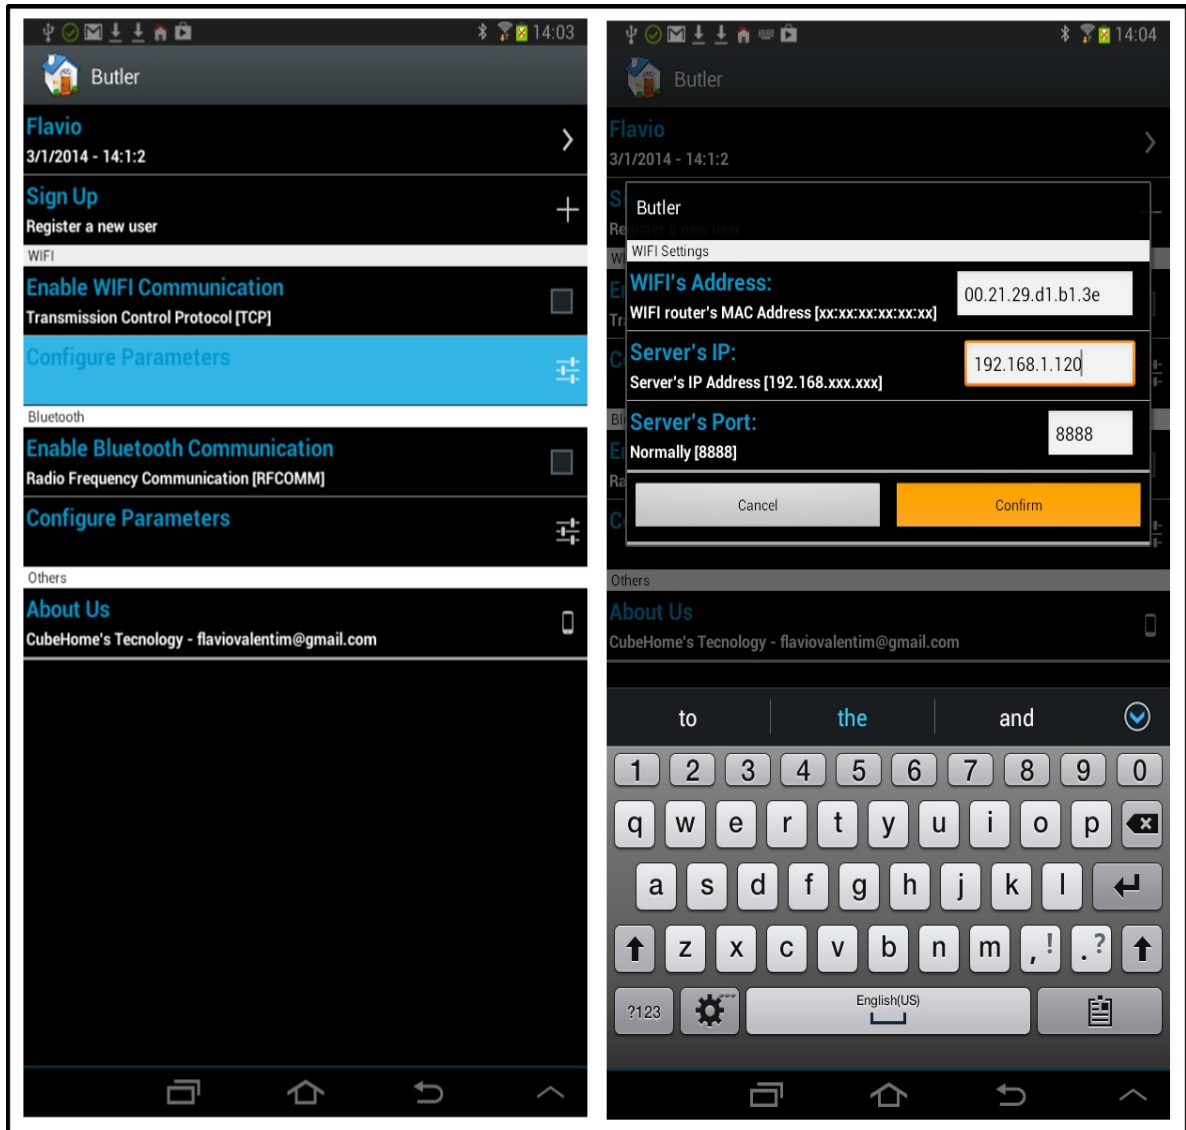 14:03
Butler
Flavio
3/1/2014 - 14:1:2
Sign Up
Register a new user
WIFI
Enable WIFI Communication
Transmission Control Protocol [TCP]
Configure Parameters
Bluetooth
Enable Bluetooth Communication
Radio Frequency Communication [RFCOMM]
Configure Parameters
Others
About Us
CubeHome's Tecnology - flaviovalentim@gmail.com
14:04
Butler
Flavio
3/1/2014 - 14:1:2
S
Register a new user
Butler
WIFI Settings
WIFI's Address:
00.21.29.d1.b1.3e
WIFI router's MAC Address [xx:xx:xx:xx:xx:xx]
Server's IP:
192.168.1.120
Server's IP Address [192.168.xxx.xxx]
Server's Port:
8888
Normally [8888]
Cancel
Confirm
Others
About Us
CubeHome's Tecnology - flaviovalentim@gmail.com
to the and
1 2 3 4 5 6 7 8 9 0
q w e r t y u i o p
a s d f g h j k l
z x c v b n m , ! . ?
?123
English(US)